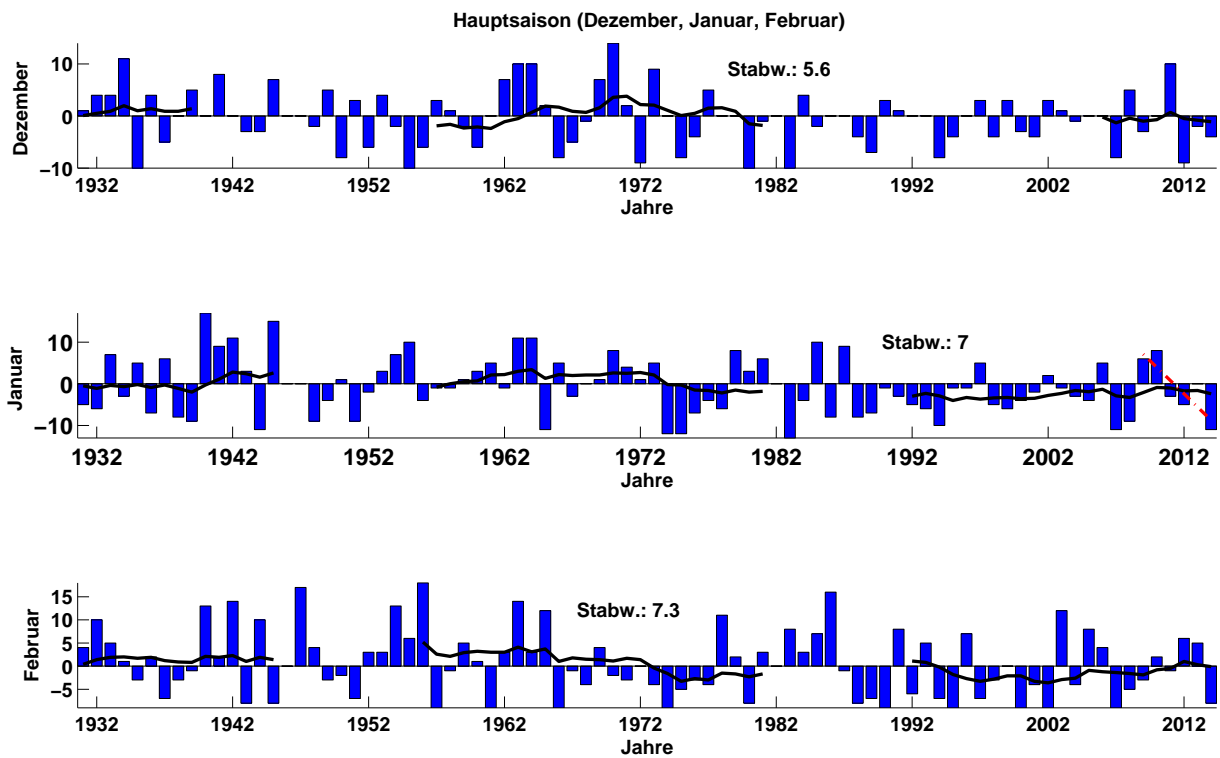 Hauptsaison (Dezember, Januar, Februar)
Stabw.: 5.6
Dezember
10
0
−10
1932 1942 1952 1962 1972 1982 1992 2002 2012
Jahre
Stabw.: 7
Januar
10
0
−10
1932 1942 1952 1962 1972 1982 1992 2002 2012
Jahre
Stabw.: 7.3
Februar
15
10
5
0
−5
1932 1942 1952 1962 1972 1982 1992 2002 2012
Jahre